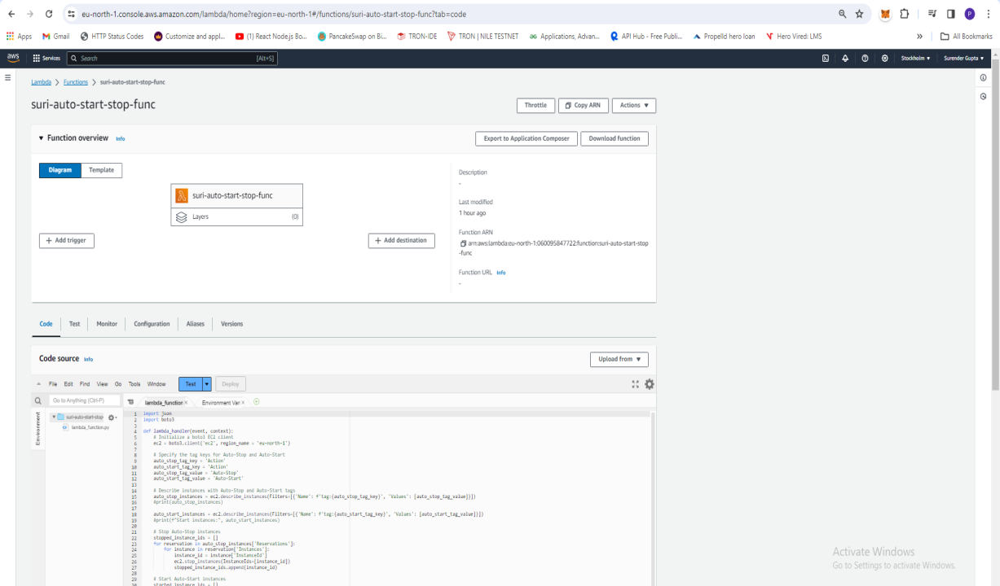 eu-north-1.console.aws.amazon.com/lambda/home?region=eu-north-1#/functions/suri-auto-start-stop-func?tab=code
Apps Gmail HTTP Status Codes Customize and appl... (1) React Node.js Bo... PancakeSwap on Bi... TRON-IDE TRON | NILE TESTNET Applications, Advan... API Hub - Free Publi... Propelld hero loan Hero Vired: LMS » All Bookmarks
aws Services Search [Alt+S] Stockholm Surender Gupta
Lambda > Functions > suri-auto-start-stop-func
suri-auto-start-stop-func
Throttle Copy ARN Actions
Function overview Info
Export to Application Composer Download function
Diagram Template
suri-auto-start-stop-func
Layers (0)
+ Add trigger
+ Add destination
Description
-
Last modified
1 hour ago
Function ARN
arn:aws:lambda:eu-north-1:060095847722:function:suri-auto-start-stop
-func
Function URL Info
-
Code Test Monitor Configuration Aliases Versions
Code source Info
Upload from
File Edit Find View Go Tools Window Test Deploy
Go to Anything (Ctrl-P)
lambda_function × Environment Var ×
Environment
suri-auto-start-stop-
lambda_function.py
1 import json
2 import boto3
3
4 def lambda_handler(event, context):
5 # Initialize a boto3 EC2 client
6 ec2 = boto3.client('ec2', region_name = 'eu-north-1')
7
8 # Specify the tag keys for Auto-Stop and Auto-Start
9 auto_stop_tag_key = 'Action'
10 auto_start_tag_key = 'Action'
11 auto_stop_tag_value = 'Auto-Stop'
12 auto_start_tag_value = 'Auto-Start'
13
14 # Describe instances with Auto-Stop and Auto-Start tags
15 auto_stop_instances = ec2.describe_instances(Filters=[{'Name': f'tag:{auto_stop_tag_key}', 'Values': [auto_stop_tag_value]}])
16 #print(auto_stop_instances)
17
18 auto_start_instances = ec2.describe_instances(Filters=[{'Name': f'tag:{auto_start_tag_key}', 'Values': [auto_start_tag_value]}])
19 #print(f"Start instances:", auto_start_instances)
20
21 # Stop Auto-Stop instances
22 stopped_instance_ids = []
23 for reservation in auto_stop_instances['Reservations']:
24 for instance in reservation['Instances']:
25 instance_id = instance['InstanceId']
26 ec2.stop_instances(InstanceIds=[instance_id])
27 stopped_instance_ids.append(instance_id)
28
29 # Start Auto-Start instances
30 started_instance_ids = []
Activate Windows
Go to Settings to activate Windows.